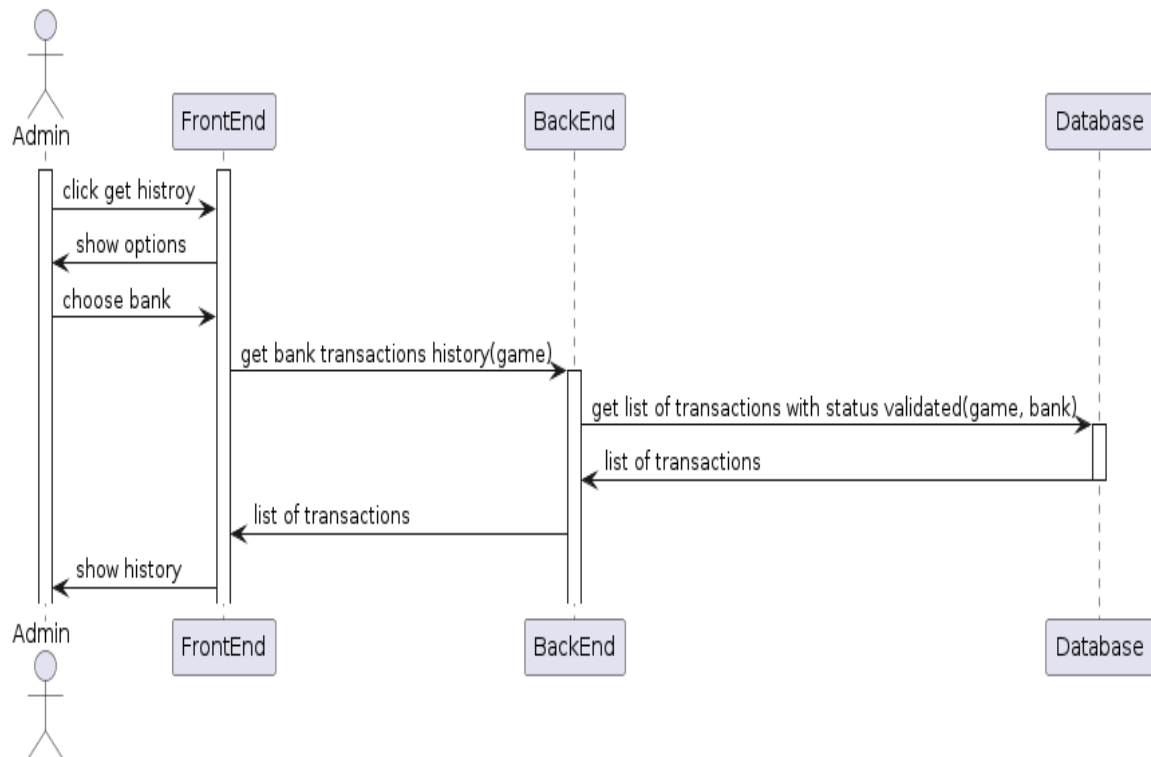 Admin
FrontEnd
BackEnd
Database
click get histroy
show options
choose bank
get bank transactions history(game)
get list of transactions with status validated(game, bank)
list of transactions
list of transactions
show history
Admin
FrontEnd
BackEnd
Database